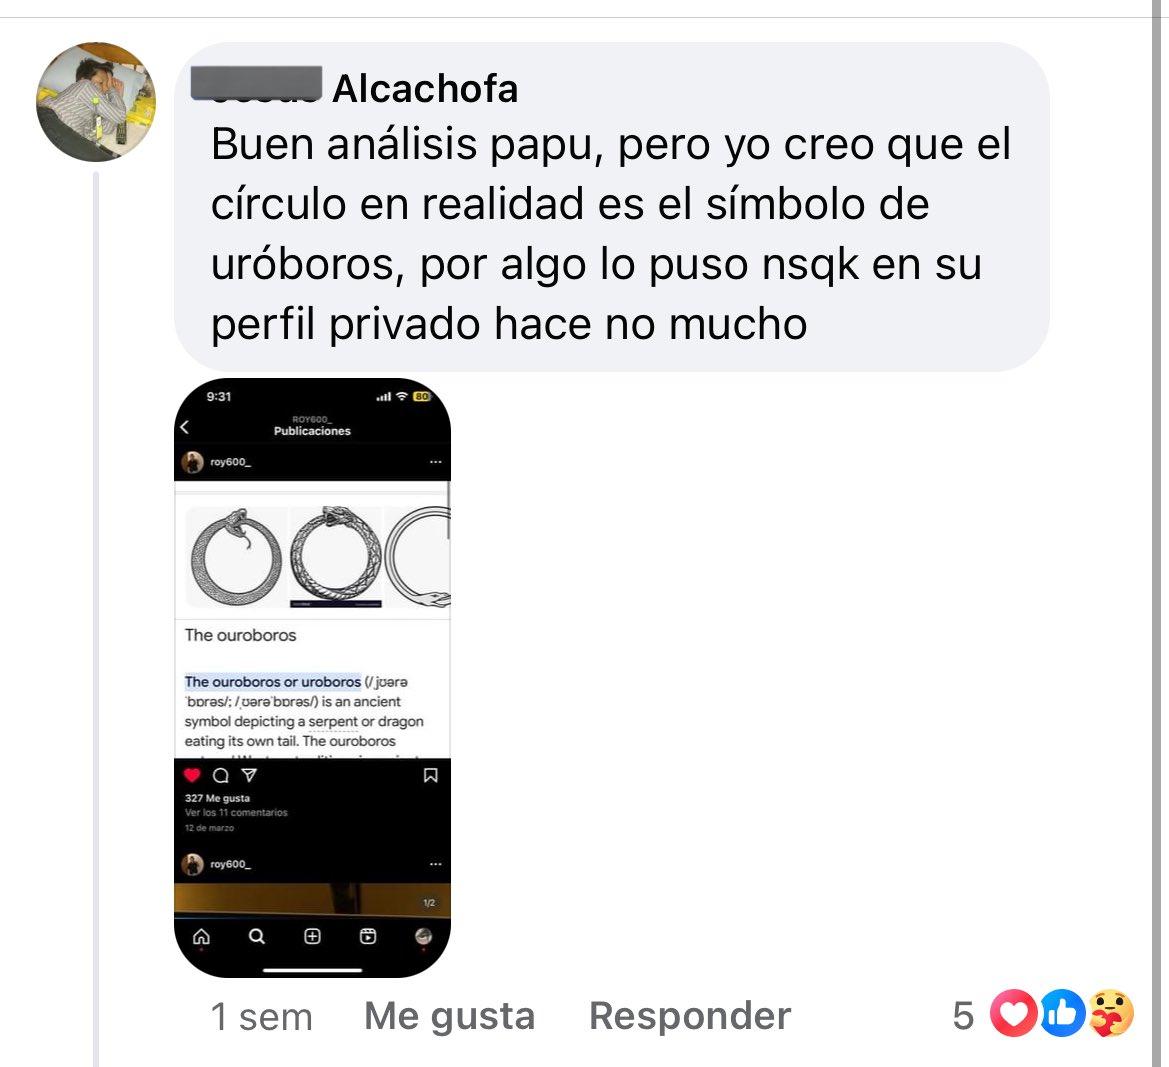 Alcachofa
Buen análisis papu, pero yo creo que el
círculo en realidad es el símbolo de
uróboros, por algo lo puso nsqk en su
perfil privado hace no mucho
9:31
80
ROY600_
Publicaciones
roy600_
The ouroboros
The ouroboros or uroboros (/ˌjʊərə
ˈbɒrəs/; /ˌʊərəˈbɒrəs/) is an ancient
symbol depicting a serpent or dragon
eating its own tail. The ouroboros
327 Me gusta
Ver los 11 comentarios
12 de marzo
roy600_
1/2
1 sem Me gusta Responder 5